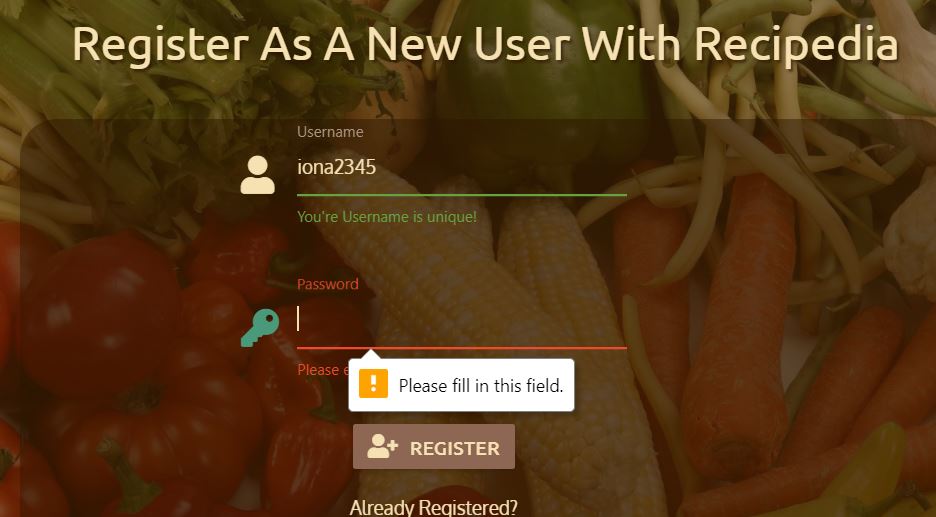 Register As A New User With Recipedia
Username
iona2345
You're Username is unique!
Password
Please
Please fill in this field.
REGISTER
Already Registered?